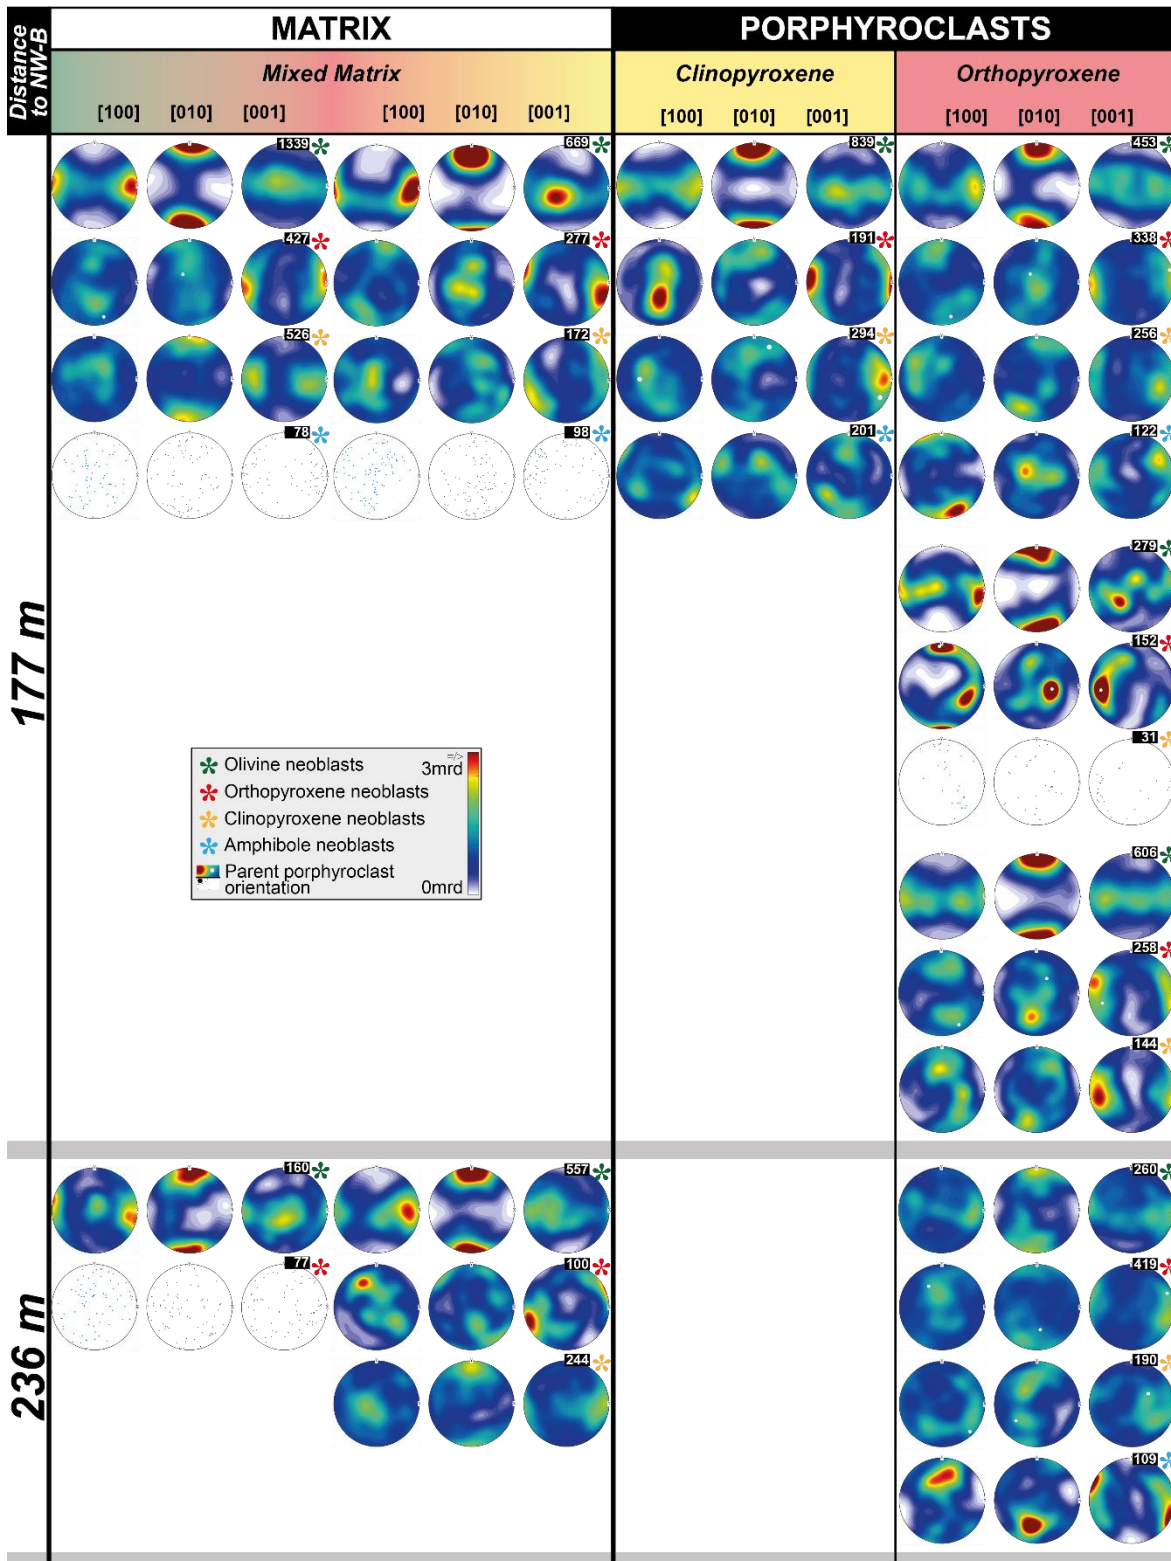 Distance to NW-B
MATRIX
PORPHYROCLASTS
Mixed Matrix
Clinopyroxene
Orthopyroxene
[100] [010] [001] [100] [010] [001] [100] [010] [001] [100] [010] [001]
177 m
1339 669 839 453
427 277 191 338
526 172 294 256
78 98 201 122
279
152
31
606
258
144
Olivine neoblasts
Orthopyroxene neoblasts
Clinopyroxene neoblasts
Amphibole neoblasts
Parent porphyroclast
orientation
=/>
3mrd
0mrd
236 m
160 557 260
77 100 419
244 190
109